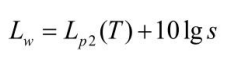 L_w = L_{p2}(T) + 10 lg s